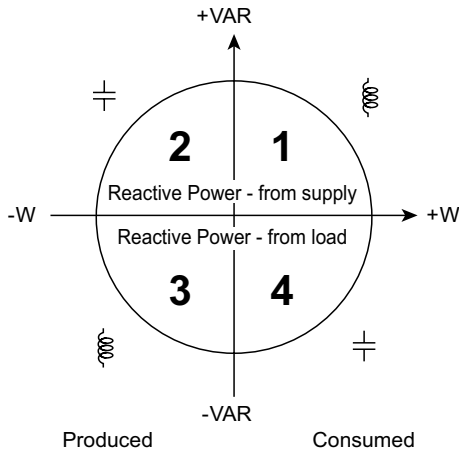 +VAR
2 1
Reactive Power - from supply
-W +W
Reactive Power - from load
3 4
-VAR
Produced Consumed